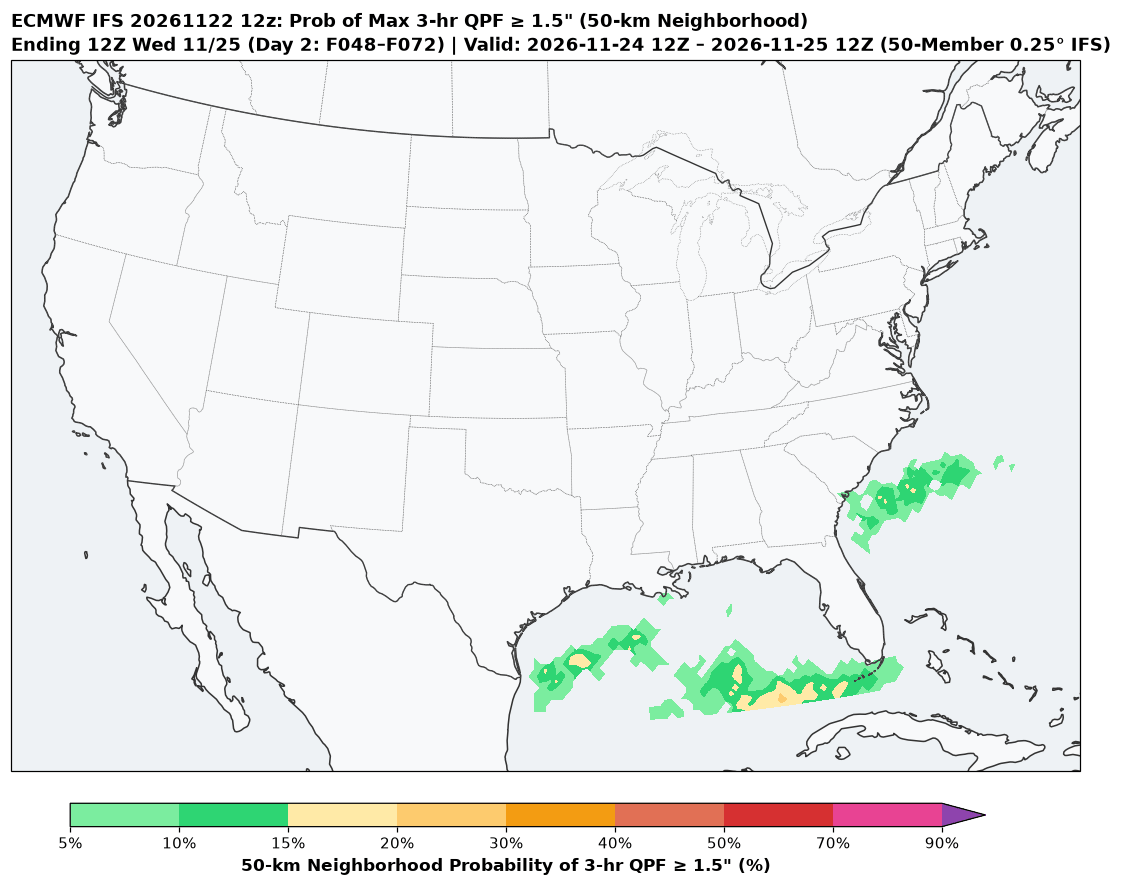 ECMWF IFS 20261122 12z: Prob of Max 3-hr QPF ≥ 1.5" (50-km Neighborhood)
Ending 12Z Wed 11/25 (Day 2: F048–F072) | Valid: 2026-11-24 12Z – 2026-11-25 12Z (50-Member 0.25° IFS)
5% 10% 15% 20% 30% 40% 50% 70% 90%
50-km Neighborhood Probability of 3-hr QPF ≥ 1.5" (%)